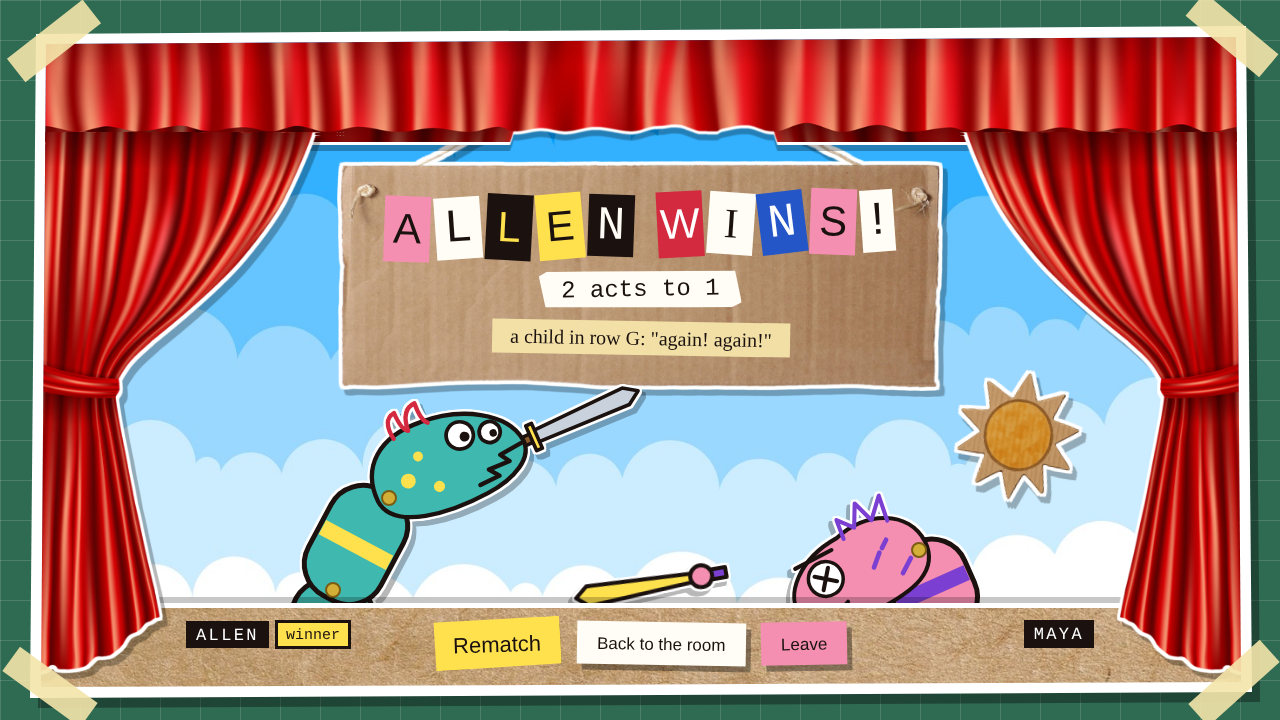 ALLEN WINS!
2 acts to 1
a child in row G: "again! again!"
ALLEN winner Rematch Back to the room Leave MAYA